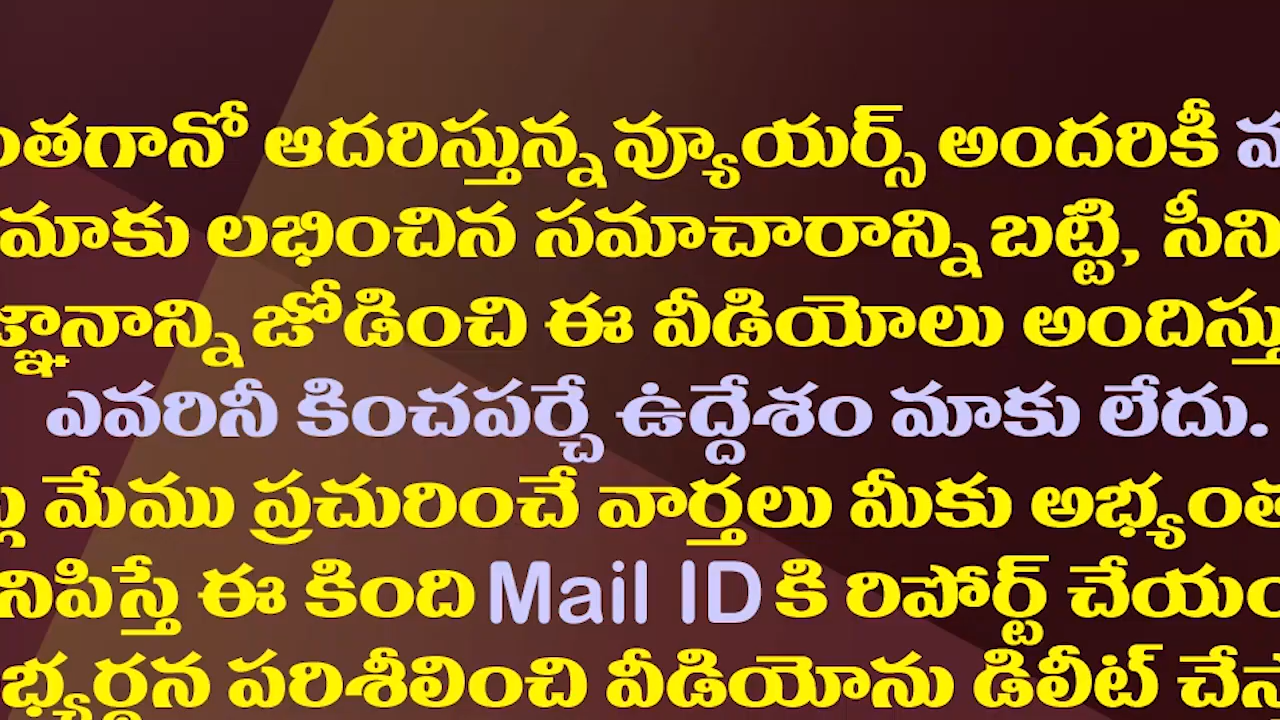 ంతగానో ఆదరిస్తున్న వ్యూయర్స్ అందరికీ
మాకు లభించిన సమాచారాన్ని బట్టి, సీని
జ్ఞానాన్ని జోడించి ఈ వీడియోలు అందిస్తు
ఎవరినీ కించపర్చే ఉద్దేశం మాకు లేదు.
మేము ప్రచురించే వార్తలు మీకు అభ్యంత
నిపిస్తే ఈ కింది Mail ID కి రిపోర్ట్ చేయం
భ్యర్థన పరిశీలించి వీడియోను డిలీట్ చేస